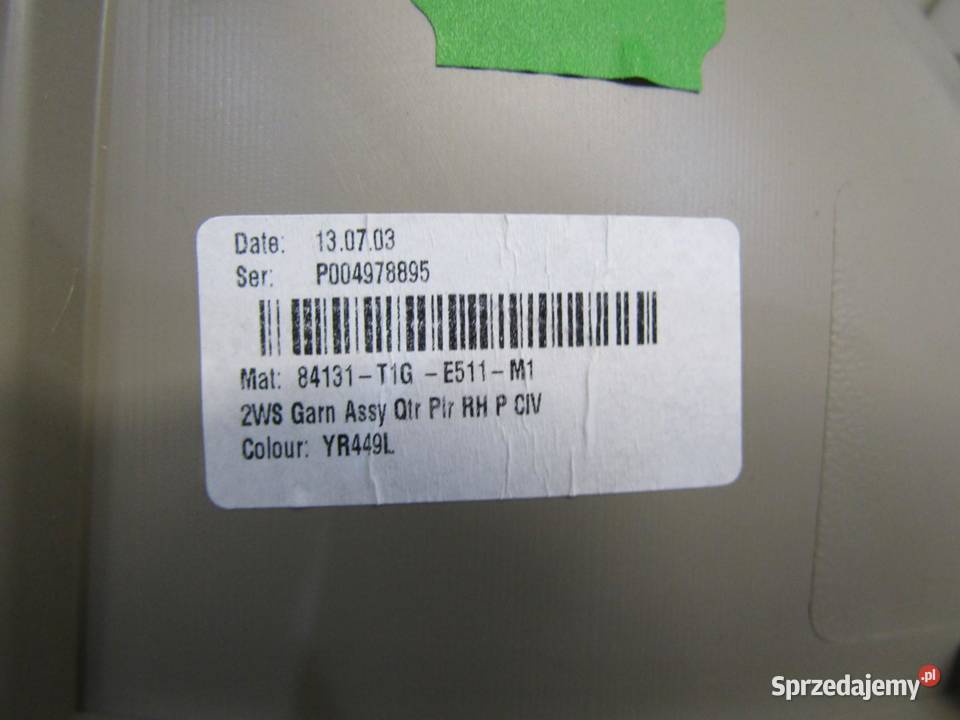 Date: 13.07.03
Ser: P004978895
Mat: 84131-T1G -E511-M1
2WS Garn Assy Qtr Plr RH P CIV
Colour: YR449L
Sprzedajemy.pl